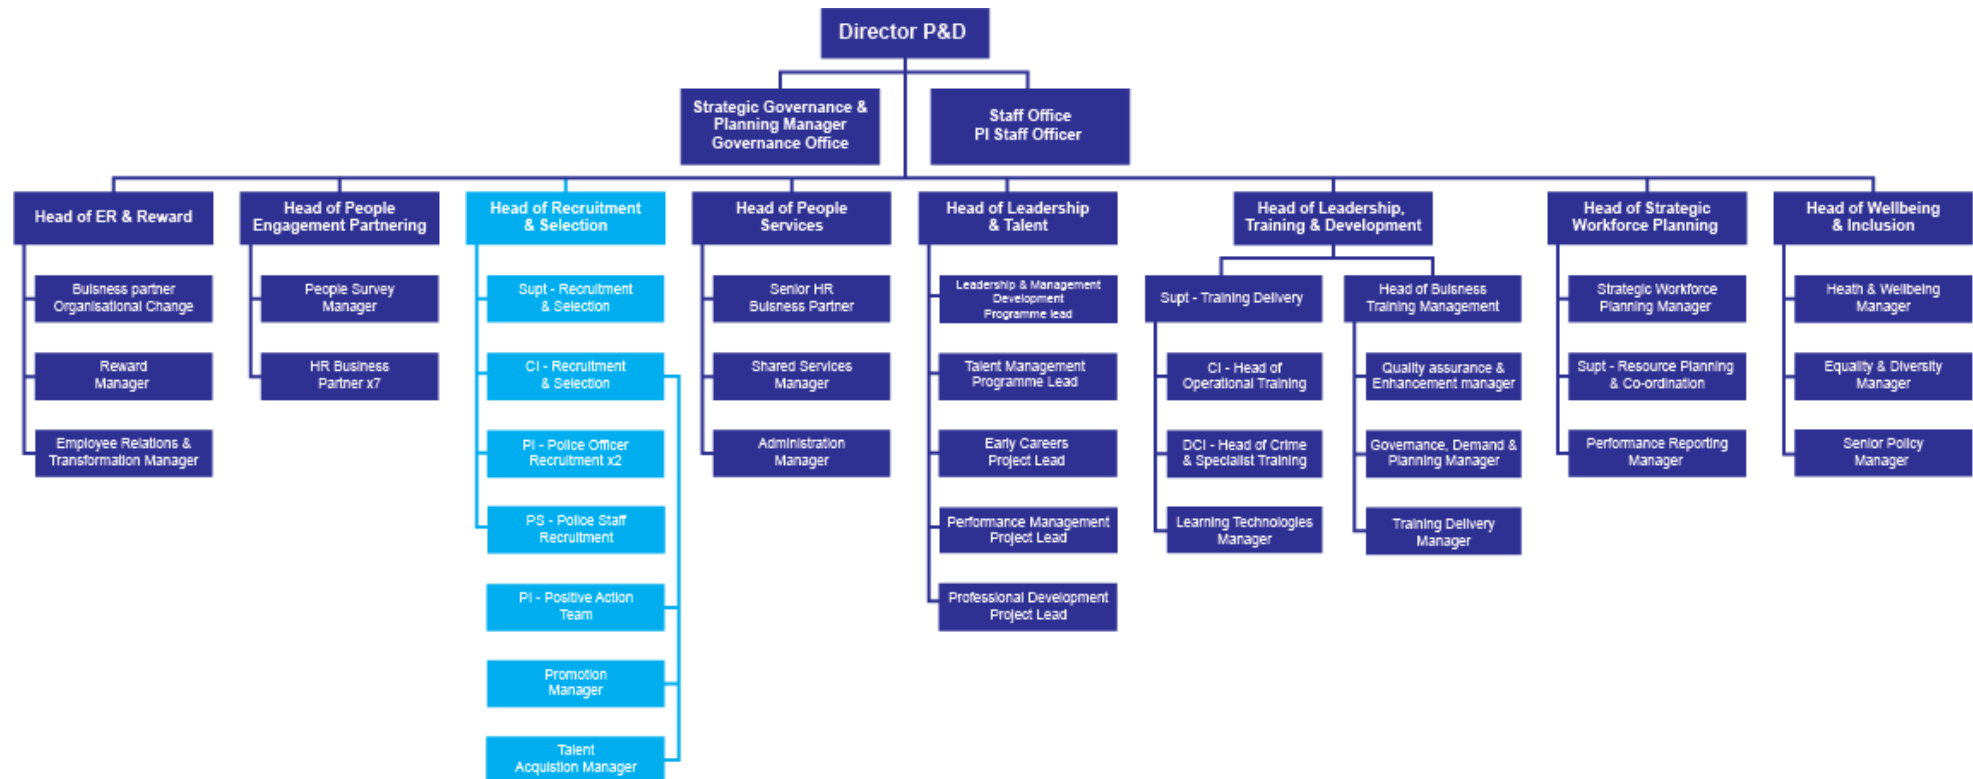 Director P&D
Strategic Governance &
Planning Manager
Governance Office
Staff Office
PI Staff Officer
Head of ER & Reward
Head of People
Engagement Partnering
Head of Recruitment
& Selection
Head of People
Services
Head of Leadership
& Talent
Head of Leadership,
Training & Development
Head of Strategic
Workforce Planning
Head of Wellbeing
& Inclusion
Buisness partner
Organisational Change
Reward
Manager
Employee Relations &
Transformation Manager
People Survey
Manager
HR Business
Partner x7
Supt - Recruitment
& Selection
CI - Recruitment
& Selection
PI - Police Officer
Recruitment x2
PS - Police Staff
Recruitment
PI - Positive Action
Team
Promotion
Manager
Talent
Acquistion Manager
Senior HR
Buisness Partner
Shared Services
Manager
Administration
Manager
Leadership & Management
Development
Programme lead
Talent Management
Programme Lead
Early Careers
Project Lead
Performance Management
Project Lead
Professional Development
Project Lead
Supt - Training Delivery
CI - Head of
Operational Training
DCI - Head of Crime
& Specialist Training
Learning Technologies
Manager
Head of Buisness
Training Management
Quality assurance &
Enhancement manager
Governance, Demand &
Planning Manager
Training Delivery
Manager
Strategic Workforce
Planning Manager
Supt - Resource Planning
& Co-ordination
Performance Reporting
Manager
Heath & Wellbeing
Manager
Equality & Diversity
Manager
Senior Policy
Manager